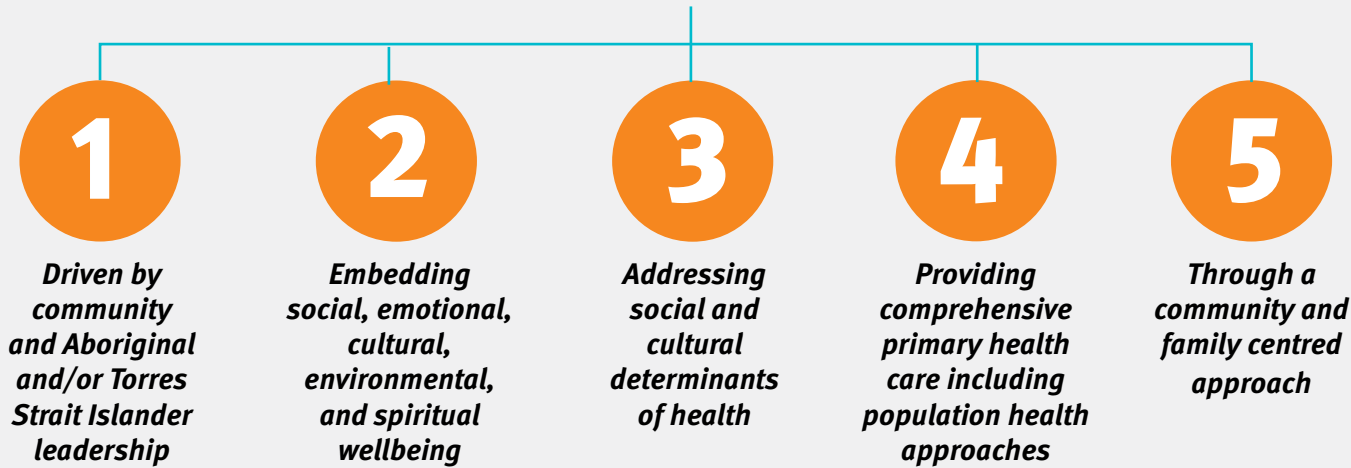 1
Driven by
community
and Aboriginal
and/or Torres
Strait Islander
leadership
2
Embedding
social, emotional,
cultural,
environmental,
and spiritual
wellbeing
3
Addressing
social and
cultural
determinants
of health
4
Providing
comprehensive
primary health
care including
population health
approaches
5
Through a
community and
family centred
approach